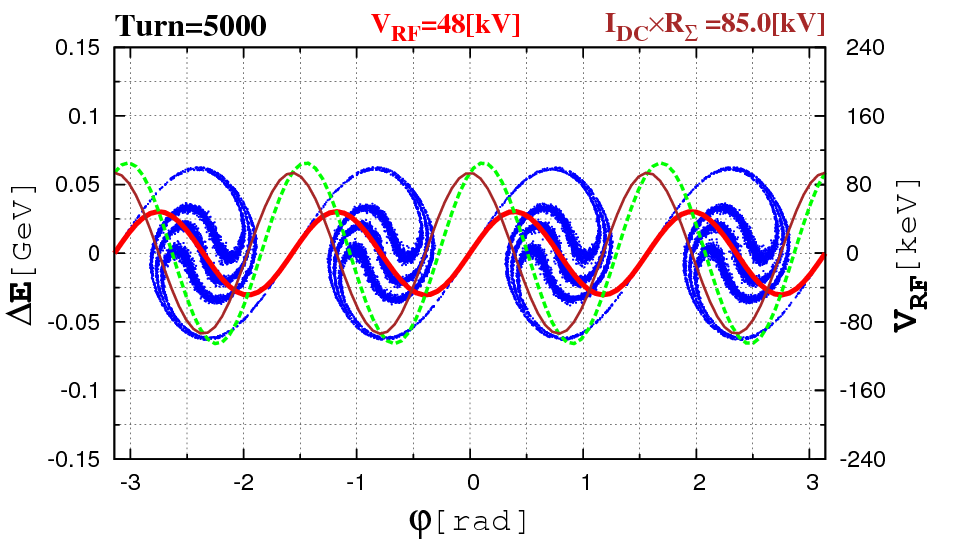 Turn=5000 V_RF=48[kV] I_DC×R_Σ =85.0[kV]
0.15 240
0.1 160
0.05 80
0 0
-0.05 -80
-0.1 -160
-0.15 -240
-3 -2 -1 0 1 2 3
φ[rad]
ΔE[GeV]
V_RF[keV]